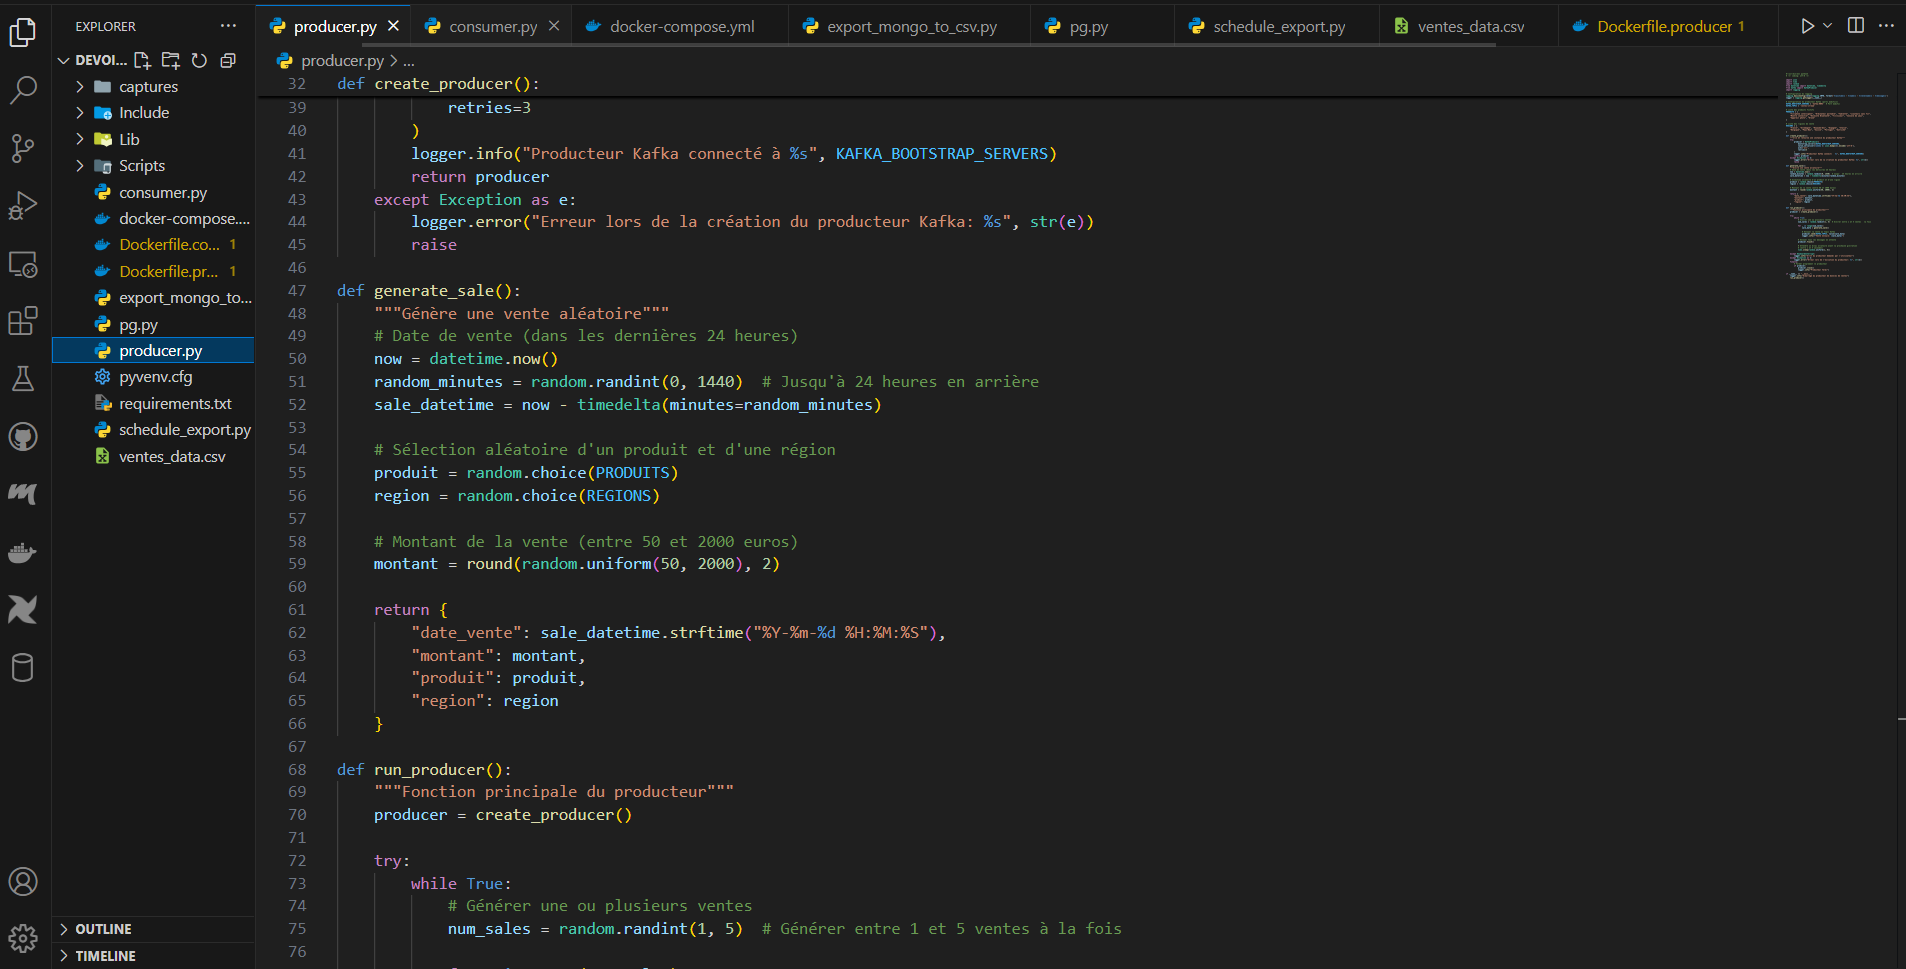 EXPLORER
DEVOI...
captures
Include
Lib
Scripts
consumer.py
docker-compose....
Dockerfile.co... 1
Dockerfile.pr... 1
export_mongo_to...
pg.py
producer.py
pyvenv.cfg
requirements.txt
schedule_export.py
ventes_data.csv
OUTLINE
TIMELINE
producer.py consumer.py docker-compose.yml export_mongo_to_csv.py pg.py schedule_export.py ventes_data.csv Dockerfile.producer 1
producer.py > ...
32 def create_producer():
39 retries=3
40 )
41 logger.info("Producteur Kafka connecté à %s", KAFKA_BOOTSTRAP_SERVERS)
42 return producer
43 except Exception as e:
44 logger.error("Erreur lors de la création du producteur Kafka: %s", str(e))
45 raise
46
47 def generate_sale():
48 """Génère une vente aléatoire"""
49 # Date de vente (dans les dernières 24 heures)
50 now = datetime.now()
51 random_minutes = random.randint(0, 1440)  # Jusqu'à 24 heures en arrière
52 sale_datetime = now - timedelta(minutes=random_minutes)
53
54 # Sélection aléatoire d'un produit et d'une région
55 produit = random.choice(PRODUITS)
56 region = random.choice(REGIONS)
57
58 # Montant de la vente (entre 50 et 2000 euros)
59 montant = round(random.uniform(50, 2000), 2)
60
61 return {
62 "date_vente": sale_datetime.strftime("%Y-%m-%d %H:%M:%S"),
63 "montant": montant,
64 "produit": produit,
65 "region": region
66 }
67
68 def run_producer():
69 """Fonction principale du producteur"""
70 producer = create_producer()
71
72 try:
73 while True:
74 # Générer une ou plusieurs ventes
75 num_sales = random.randint(1, 5)  # Générer entre 1 et 5 ventes à la fois
76